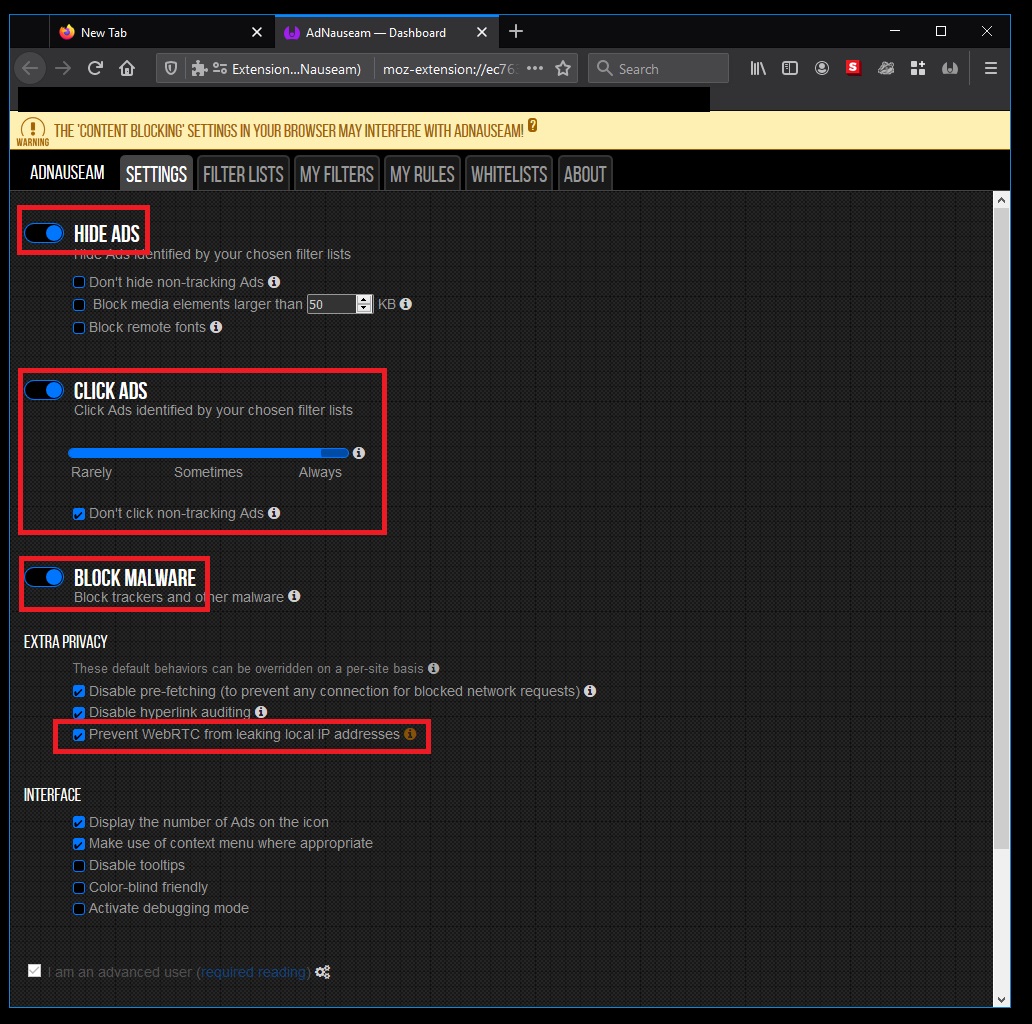 New Tab
AdNauseam — Dashboard
Extension...Nauseam)
moz-extension://ec76
Search
S
WARNING
THE 'CONTENT BLOCKING' SETTINGS IN YOUR BROWSER MAY INTERFERE WITH ADNAUSEAM! ?
ADNAUSEAM
SETTINGS
FILTER LISTS
MY FILTERS
MY RULES
WHITELISTS
ABOUT
HIDE ADS
Hide Ads identified by your chosen filter lists
Don't hide non-tracking Ads
Block media elements larger than 50 KB
Block remote fonts
CLICK ADS
Click Ads identified by your chosen filter lists
Rarely Sometimes Always
Don't click non-tracking Ads
BLOCK MALWARE
Block trackers and other malware
EXTRA PRIVACY
These default behaviors can be overridden on a per-site basis
Disable pre-fetching (to prevent any connection for blocked network requests)
Disable hyperlink auditing
Prevent WebRTC from leaking local IP addresses
INTERFACE
Display the number of Ads on the icon
Make use of context menu where appropriate
Disable tooltips
Color-blind friendly
Activate debugging mode
I am an advanced user (required reading)